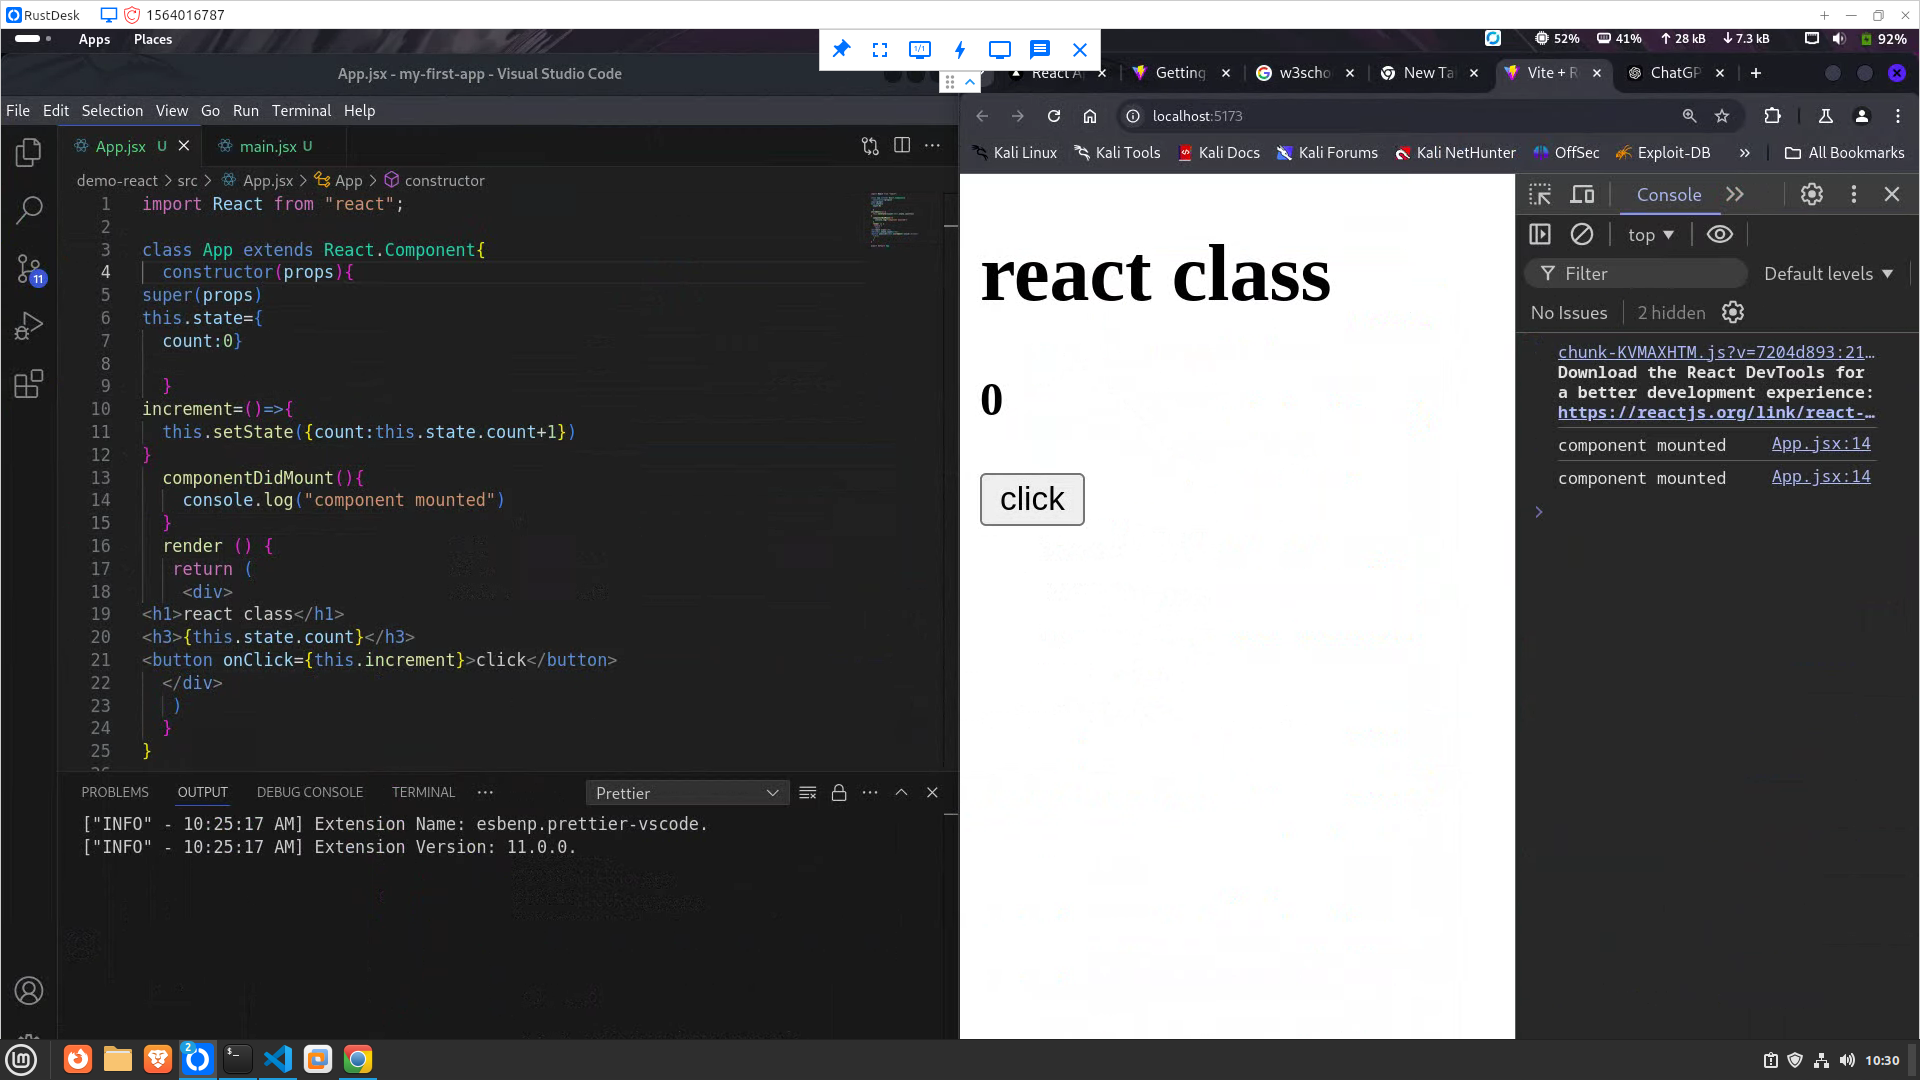 RustDesk 1564016787
Apps Places
52% 41% 28 kB 7.3 kB 92%
1/1
App.jsx - my-first-app - Visual Studio Code
Getting w3scho New Ta Vite + R ChatGP
File Edit Selection View Go Run Terminal Help
localhost:5173
App.jsx U main.jsx U
Kali Linux Kali Tools Kali Docs Kali Forums Kali NetHunter OffSec Exploit-DB » All Bookmarks
demo-react > src > App.jsx > App > constructor
1 import React from "react";
2
3 class App extends React.Component{
4 constructor(props){
5 super(props)
6 this.state={
7 count:0}
8
9 }
10 increment=()=>{
11 this.setState({count:this.state.count+1})
12 }
13 componentDidMount(){
14 console.log("component mounted")
15 }
16 render () {
17 return (
18 <div>
19 <h1>react class</h1>
20 <h3>{this.state.count}</h3>
21 <button onClick={this.increment}>click</button>
22 </div>
23 )
24 }
25 }
11
PROBLEMS OUTPUT DEBUG CONSOLE TERMINAL ··· Prettier
["INFO" - 10:25:17 AM] Extension Name: esbenp.prettier-vscode.
["INFO" - 10:25:17 AM] Extension Version: 11.0.0.
react class
0
click
Console
top
Filter Default levels
No Issues 2 hidden
chunk-KVMAXHTM.js?v=7204d893:21…
Download the React DevTools for
a better development experience:
https://reactjs.org/link/react-…
component mounted App.jsx:14
component mounted App.jsx:14
2
10:30